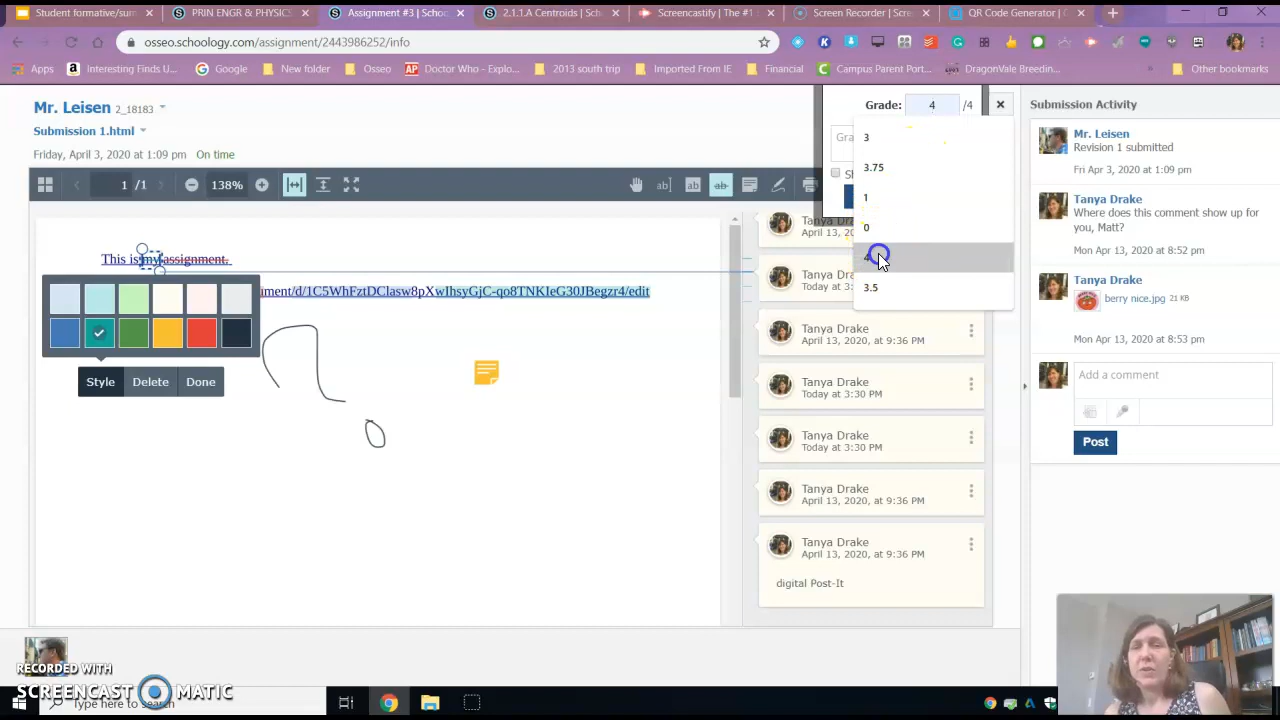 Student formative/sum
PRIN ENGR & PHYSICS
Assignment #3 | Schoo
2.1.1.A Centroids | Sch
Screencastify | The #1 S
Screen Recorder | Scre
QR Code Generator | C
osseo.schoology.com/assignment/2443986252/info
Apps
Interesting Finds U...
Google
New folder
Osseo
Doctor Who - Explo...
2013 south trip
Imported From IE
Financial
Campus Parent Port...
DragonVale Breedin...
Other bookmarks
Mr. Leisen 2_18183
Submission 1.html
Friday, April 3, 2020 at 1:09 pm On time
1 /1
138%
Grade: 4 /4
3
3.75
1
0
4
3.5
This is my assignment.
iment/d/1C5WhFztDClasw8pXwIhsyGjC-qo8TNKIeG30JBegzr4/edit
Style
Delete
Done
Tanya Drake
Tanya Drake
April 13, 2020, at 9:36 PM
Tanya Drake
Today at 3:30 PM
Tanya Drake
Today at 3:30 PM
Tanya Drake
April 13, 2020, at 9:36 PM
Tanya Drake
April 13, 2020, at 9:36 PM
digital Post-It
Submission Activity
Mr. Leisen
Revision 1 submitted
Fri Apr 3, 2020 at 1:09 pm
Tanya Drake
Where does this comment show up for
you, Matt?
Mon Apr 13, 2020 at 8:52 pm
Tanya Drake
berry nice.jpg 21 KB
Mon Apr 13, 2020 at 8:53 pm
Add a comment
Post
RECORDED WITH
SCREENCAST MATIC
Type here to search